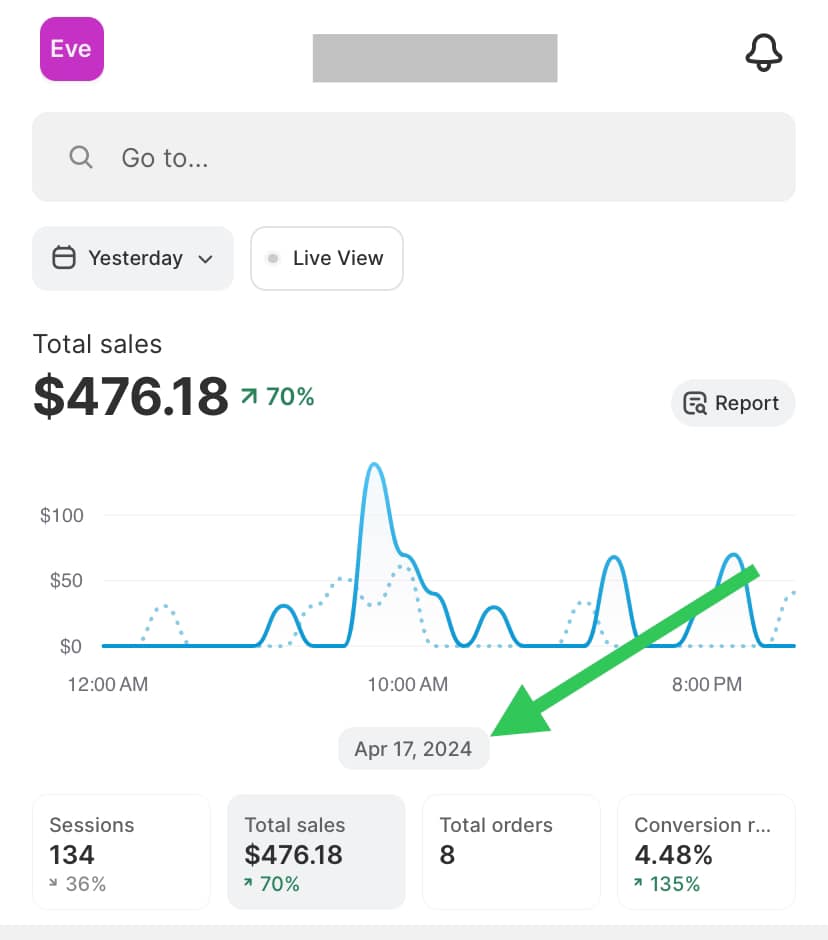 Eve
Go to...
Yesterday
Live View
Total sales
$476.18 70%
Report
$100
$50
$0
12:00 AM 10:00 AM 8:00 PM
Apr 17, 2024
Sessions
134
36%
Total sales
$476.18
70%
Total orders
8
Conversion r...
4.48%
135%